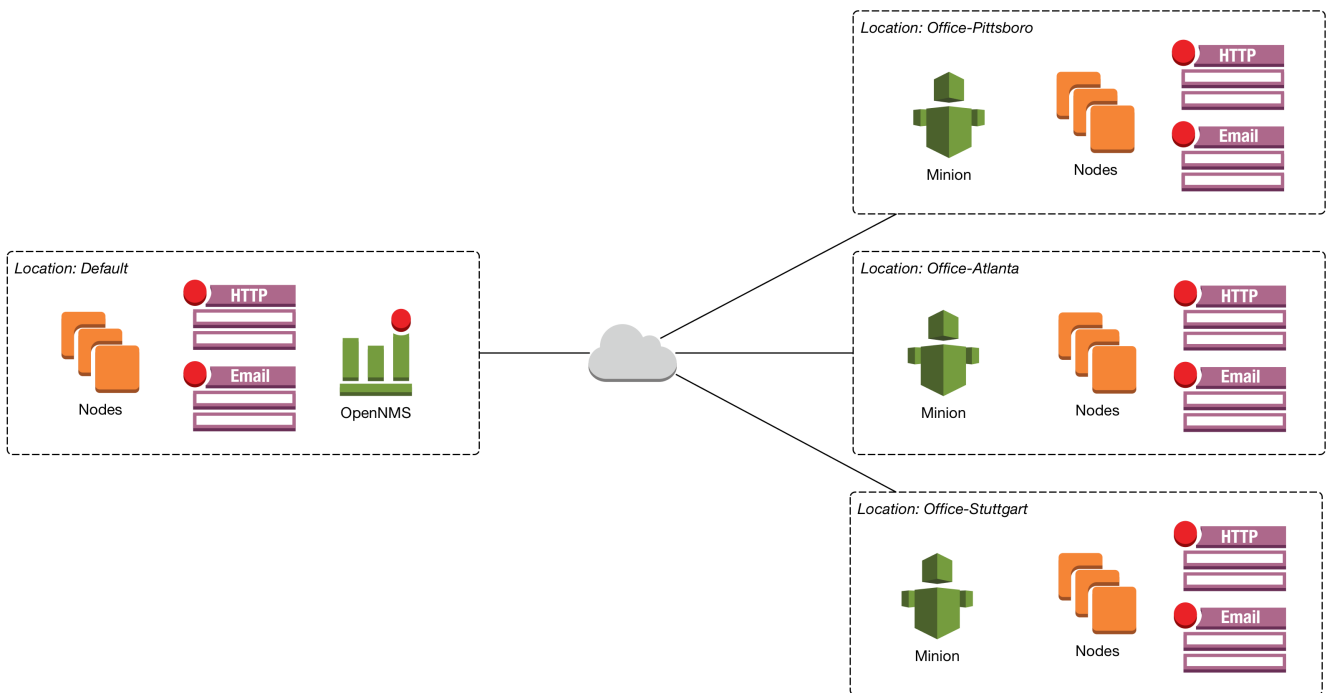 Location: Default
Nodes
HTTP
Email
OpenNMS
Location: Office-Pittsboro
Minion
Nodes
HTTP
Email
Location: Office-Atlanta
Minion
Nodes
HTTP
Email
Location: Office-Stuttgart
Minion
Nodes
HTTP
Email